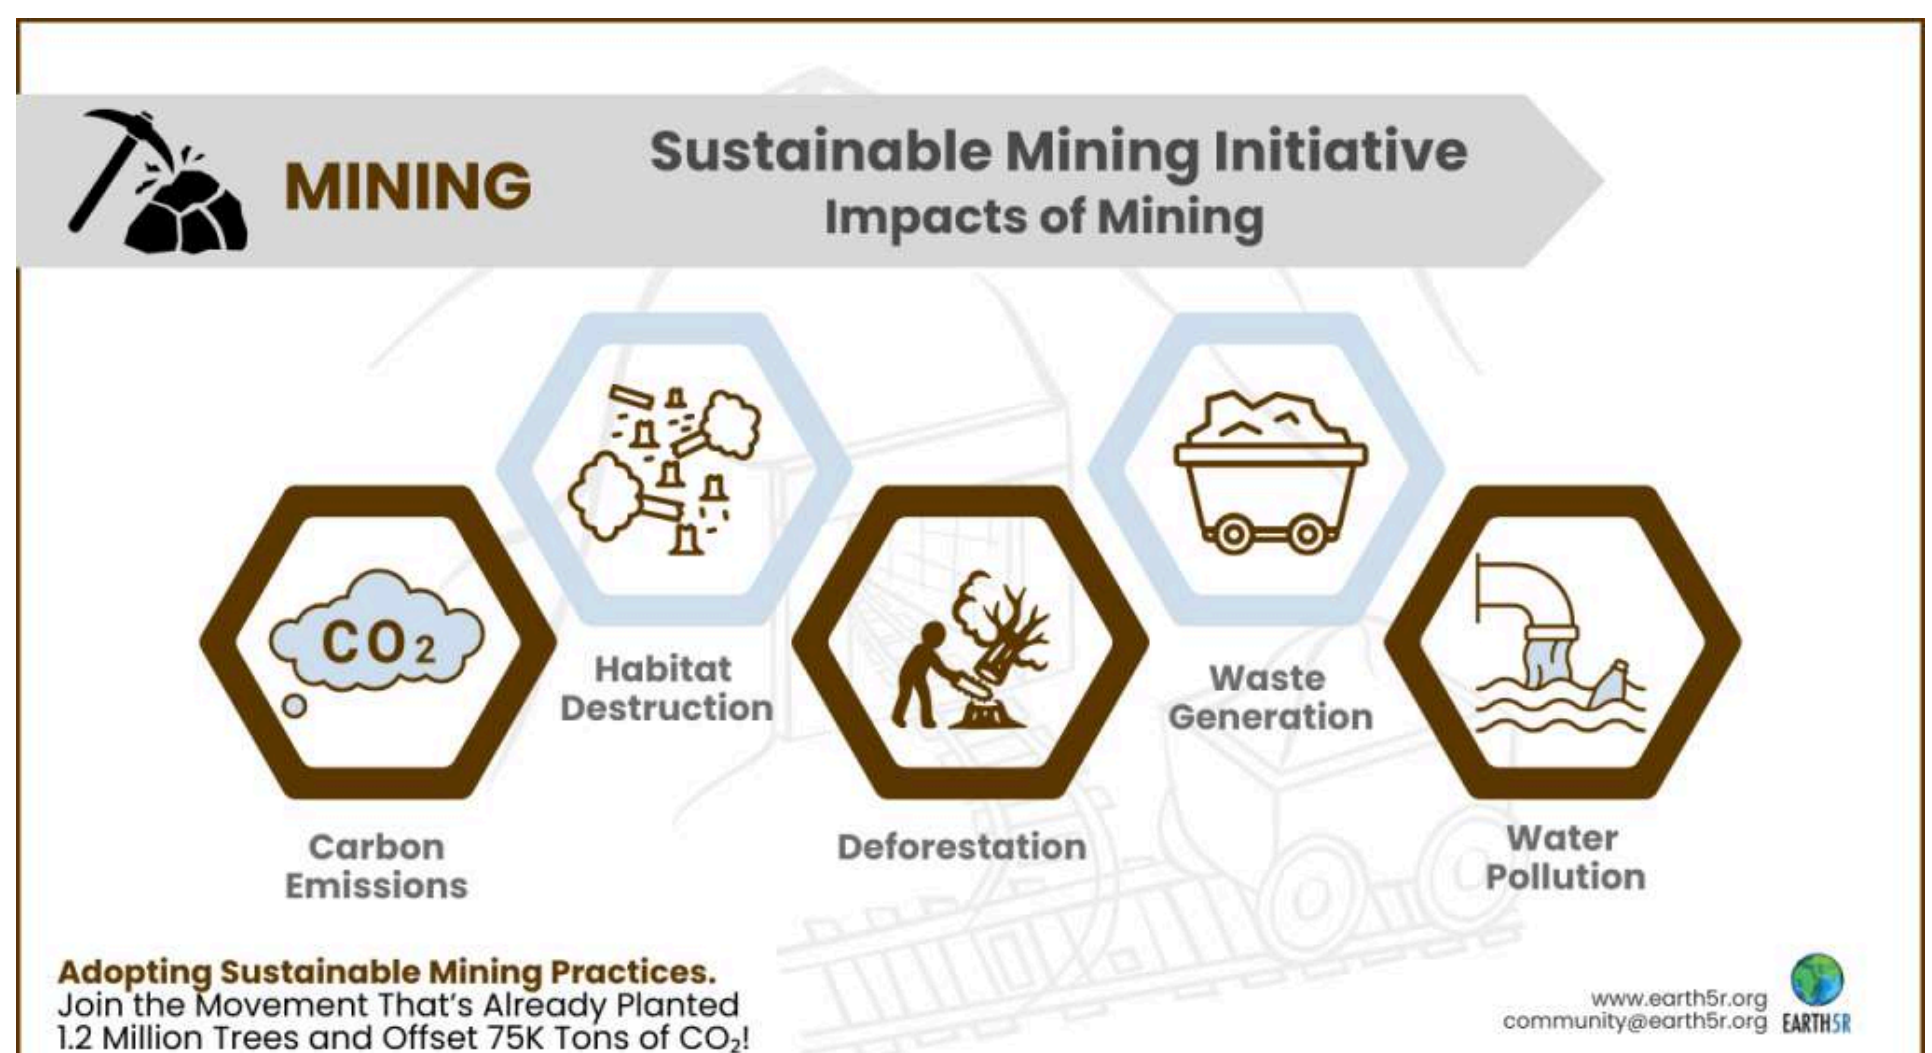 MINING
Sustainable Mining Initiative
Impacts of Mining
CO₂
Habitat
Destruction
Waste
Generation
Carbon
Emissions
Deforestation
Water
Pollution
Adopting Sustainable Mining Practices.
Join the Movement That's Already Planted
1.2 Million Trees and Offset 75K Tons of CO₂!
www.earth5r.org
community@earth5r.org
EARTH5R